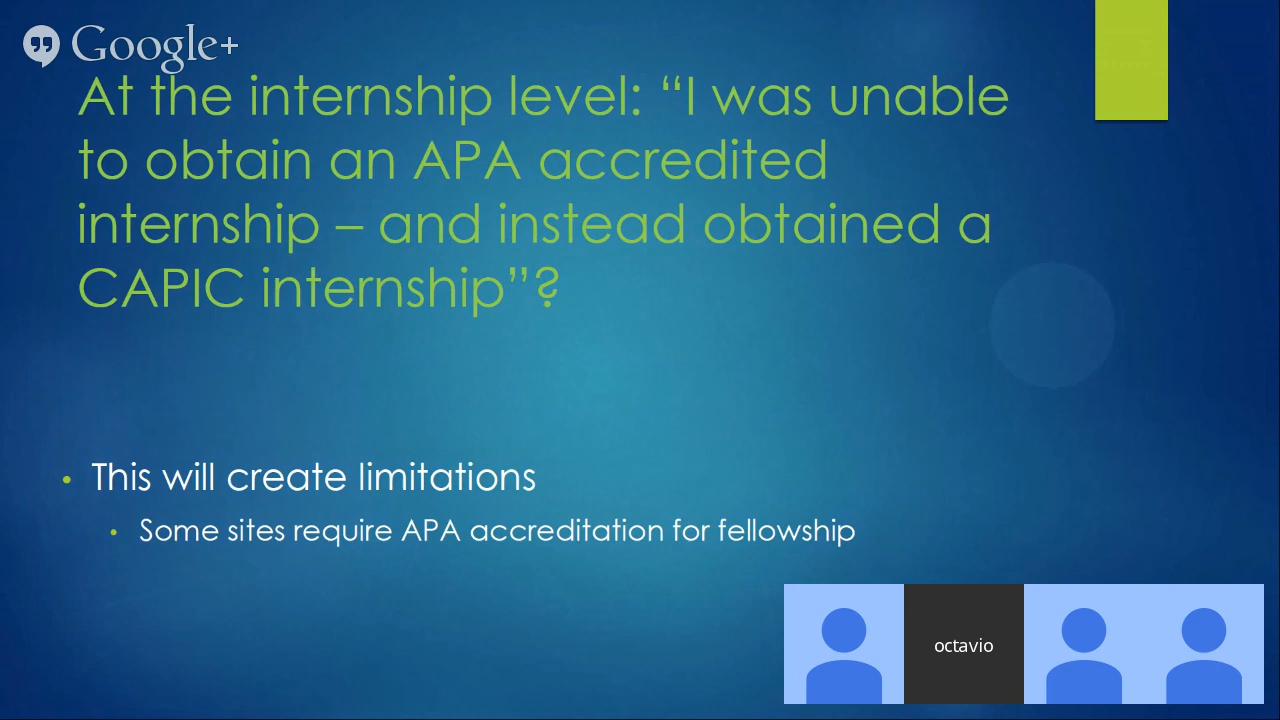 Google+
At the internship level: “I was unable
to obtain an APA accredited
internship – and instead obtained a
CAPIC internship”?
• This will create limitations
• Some sites require APA accreditation for fellowship
octavio